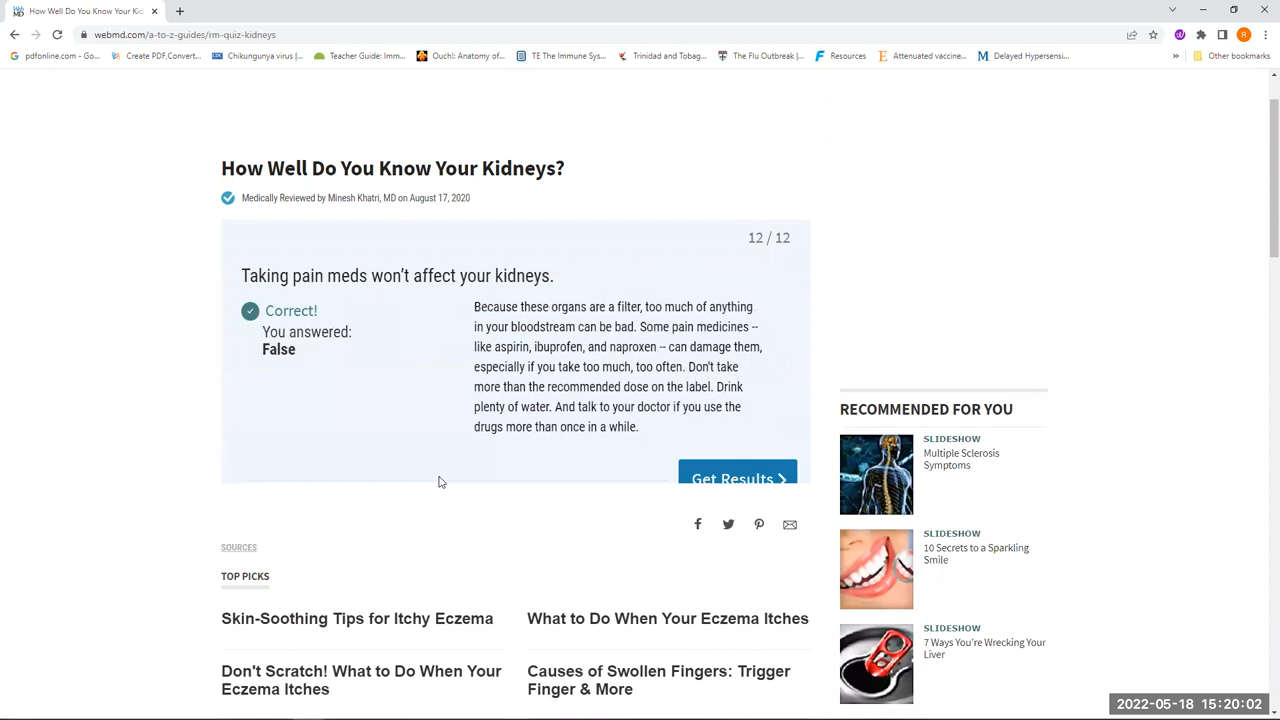 How Well Do You Know Your Kid
webmd.com/a-to-z-guides/rm-quiz-kidneys
R
pdfonline.com - Go...
Create PDF,Convert...
Chikungunya virus |...
Teacher Guide: Imm...
Ouch!: Anatomy of...
TE The Immune Sys...
Trinidad and Tobag...
The Flu Outbreak |...
Resources
Attenuated vaccine...
Delayed Hypersensi...
»
Other bookmarks
How Well Do You Know Your Kidneys?
Medically Reviewed by Minesh Khatri, MD on August 17, 2020
12 / 12
Taking pain meds won't affect your kidneys.
Correct!
You answered:
False
Because these organs are a filter, too much of anything
in your bloodstream can be bad. Some pain medicines --
like aspirin, ibuprofen, and naproxen -- can damage them,
especially if you take too much, too often. Don't take
more than the recommended dose on the label. Drink
plenty of water. And talk to your doctor if you use the
drugs more than once in a while.
Get Results
SOURCES
TOP PICKS
Skin-Soothing Tips for Itchy Eczema
What to Do When Your Eczema Itches
Don't Scratch! What to Do When Your
Eczema Itches
Causes of Swollen Fingers: Trigger
Finger & More
RECOMMENDED FOR YOU
SLIDESHOW
Multiple Sclerosis
Symptoms
SLIDESHOW
10 Secrets to a Sparkling
Smile
SLIDESHOW
7 Ways You're Wrecking Your
Liver
2022-05-18 15:20:02